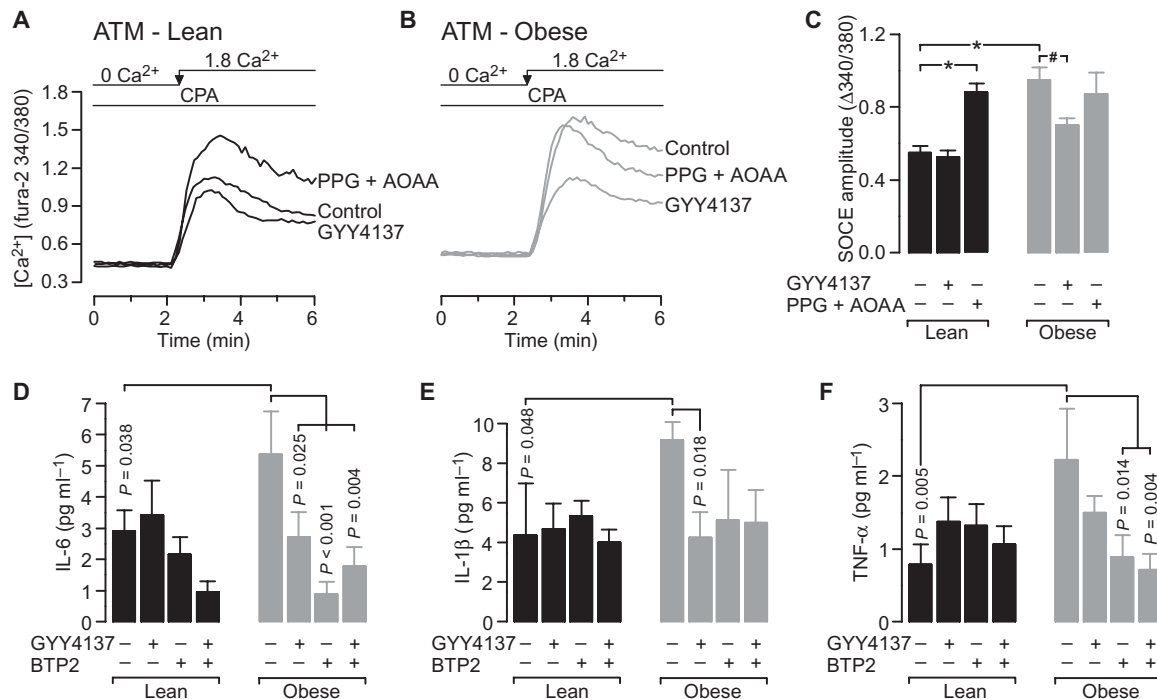 A
ATM - Lean
0 Ca²⁺
1.8 Ca²⁺
CPA
[Ca²⁺] (fura-2 340/380)
1.8
1.5
1.2
0.9
0.6
0.3
PPG + AOAA
Control
GYY4137
0 2 4 6
Time (min)
B
ATM - Obese
0 Ca²⁺
1.8 Ca²⁺
CPA
Control
PPG + AOAA
GYY4137
0 2 4 6
Time (min)
C
SOCE amplitude (Δ340/380)
1.2
0.8
0.4
0.0
*
*
#
GYY4137 – + – – + –
PPG + AOAA – – + – – +
Lean Obese
D
IL-6 (pg ml⁻¹)
7
6
5
4
3
2
1
0
P = 0.038
P = 0.025
P < 0.001
P = 0.004
GYY4137 – + – + – + – +
BTP2 – – + + – – + +
Lean Obese
E
IL-1β ( pg ml⁻¹)
10
8
6
4
2
0
P = 0.048
P = 0.018
GYY4137 – + – + – + – +
BTP2 – – + + – – + +
Lean Obese
F
TNF-α (pg ml⁻¹)
3
2
1
0
P = 0.005
P = 0.014
P = 0.004
GYY4137 – + – + – + – +
BTP2 – – + + – – + +
Lean Obese